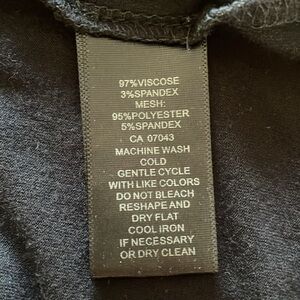 97%VISCOSE
3%SPANDEX
MESH:
95%POLYESTER
5%SPANDEX
CA 07043
MACHINE WASH
COLD
GENTLE CYCLE
WITH LIKE COLORS
DO NOT BLEACH
RESHAPE AND
DRY FLAT
COOL IRON
IF NECESSARY
OR DRY CLEAN